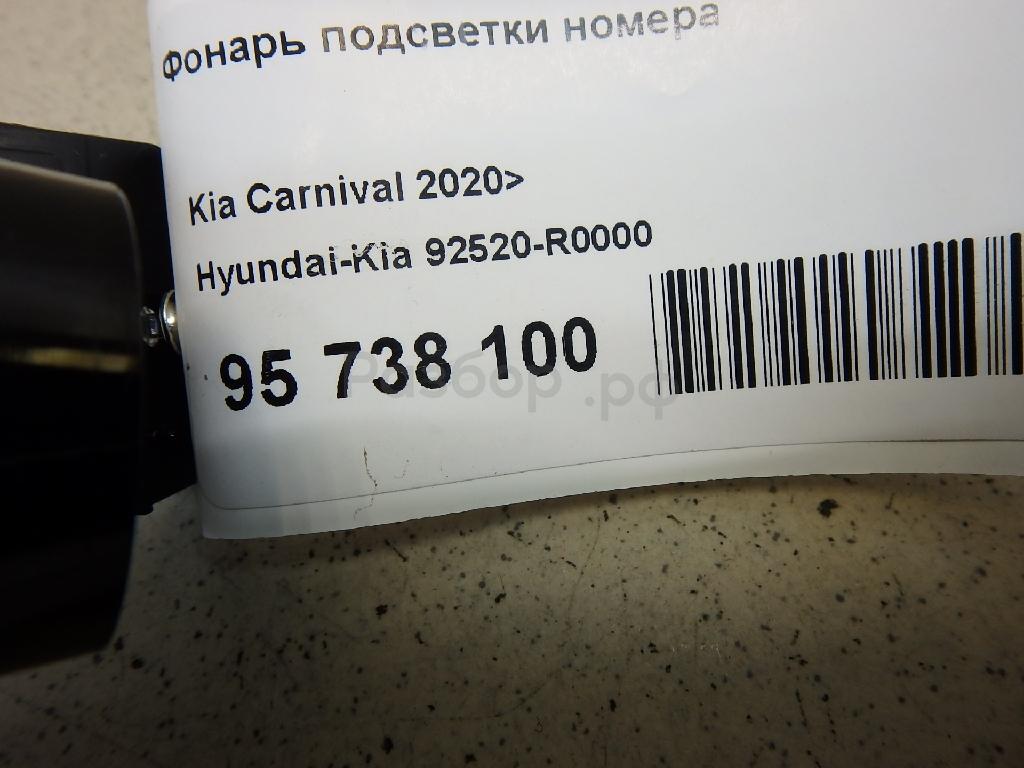 Фонарь подсветки номера
Kia Carnival 2020>
Hyundai-Kia 92520-R0000
95 738 100
Разбор.рф